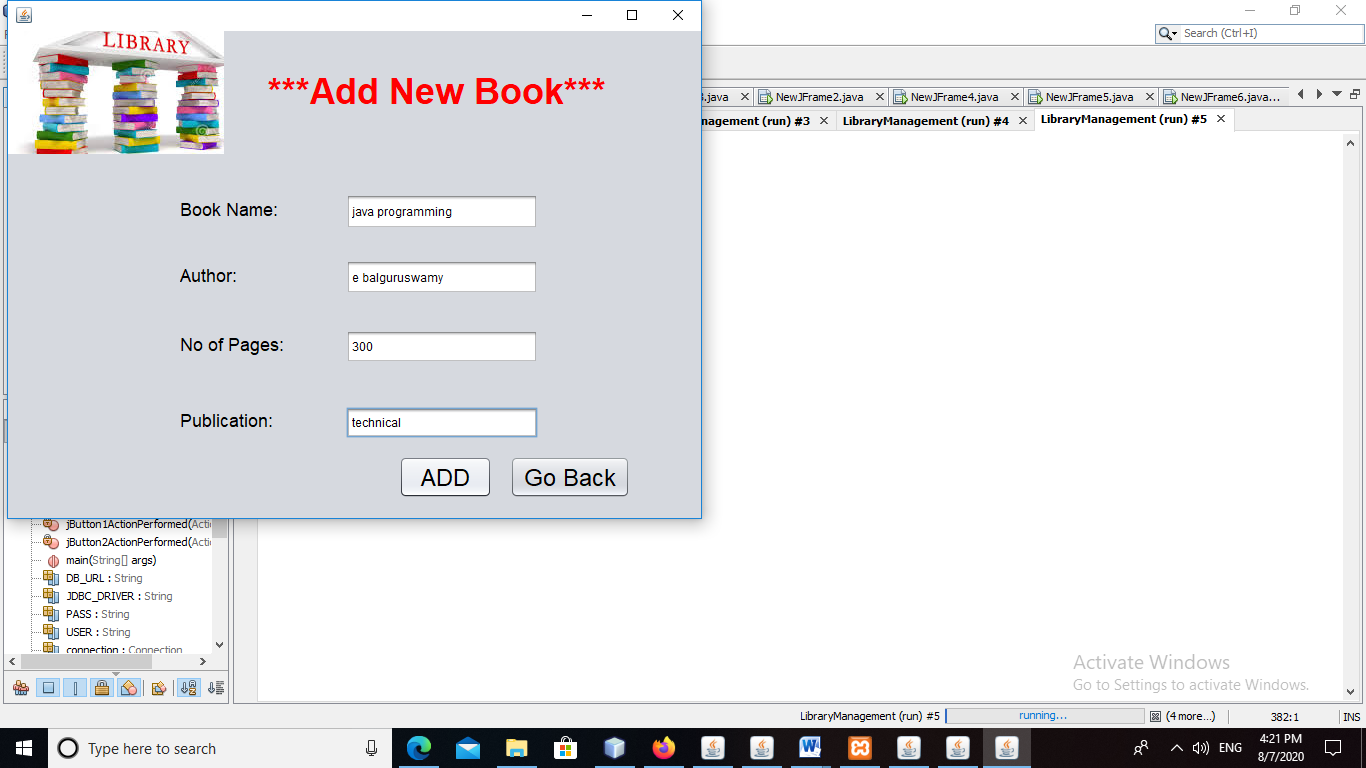 LIBRARY
***Add New Book***
Book Name:
java programming
Author:
e balguruswamy
No of Pages:
300
Publication:
technical
ADD
Go Back
Search (Ctrl+I)
.java
NewJFrame2.java
NewJFrame4.java
NewJFrame5.java
NewJFrame6.java...
nagement (run) #3
LibraryManagement (run) #4
LibraryManagement (run) #5
jButton1ActionPerformed(Acti
jButton2ActionPerformed(Acti
main(String[] args)
DB_URL : String
JDBC_DRIVER : String
PASS : String
USER : String
connection : Connection
Activate Windows
Go to Settings to activate Windows.
LibraryManagement (run) #5
running...
(4 more...)
382:1
INS
Type here to search
ENG
4:21 PM
8/7/2020